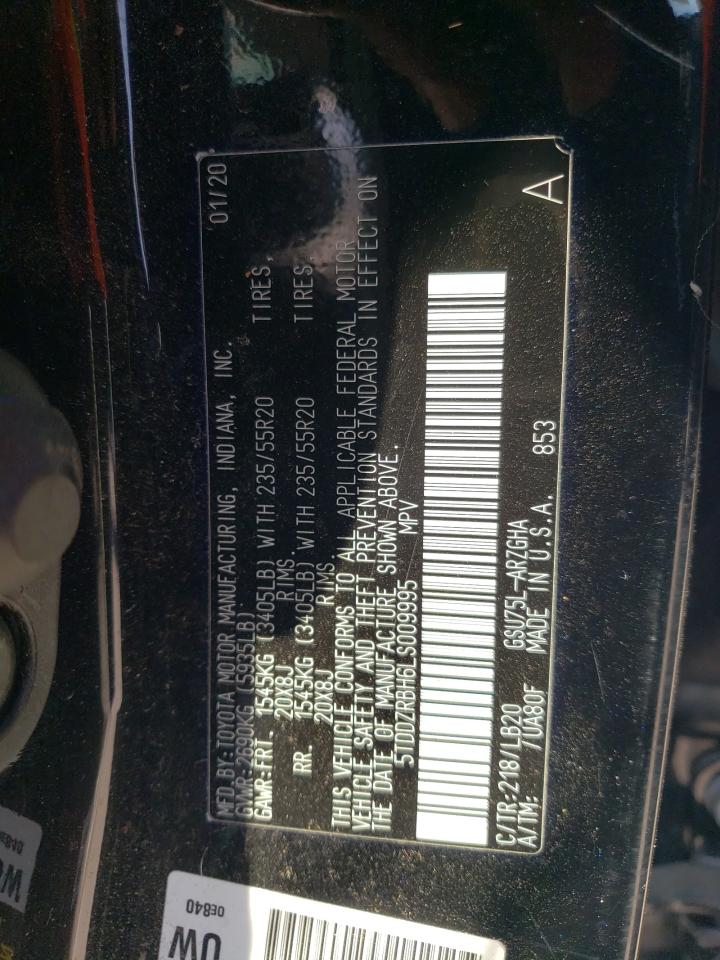 MFD.BY:TOYOTA MOTOR MANUFACTURING, INDIANA, INC. 01/20
GVWR:2690KG (5935LB)
GAWR:FRT. 1545KG (3405LB) WITH 235/55R20 TIRES,
20X8J RIMS.
RR. 1545KG (3405LB) WITH 235/55R20 TIRES,
20X8J RIMS.
THIS VEHICLE CONFORMS TO ALL APPLICABLE FEDERAL MOTOR
VEHICLE SAFETY AND THEFT PREVENTION STANDARDS IN EFFECT ON
THE DATE OF MANUFACTURE SHOWN ABOVE.
5TDDZRBH6LS009995 MPV
C/TR:218/LB20 GSU75L-ARZGHA A
A/TM: /UA80F MADE IN U.S.A. 853
0E840